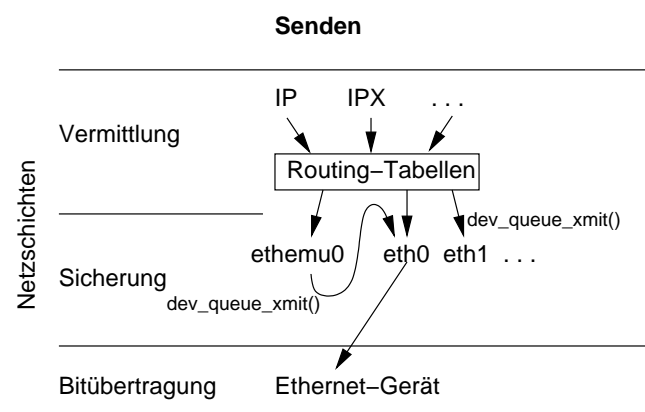 Senden
IP IPX . . .
Vermittlung
Routing−Tabellen
Netzschichten
dev_queue_xmit()
ethemu0 eth0 eth1 . . .
Sicherung
dev_queue_xmit()
Bitübertragung Ethernet−Gerät